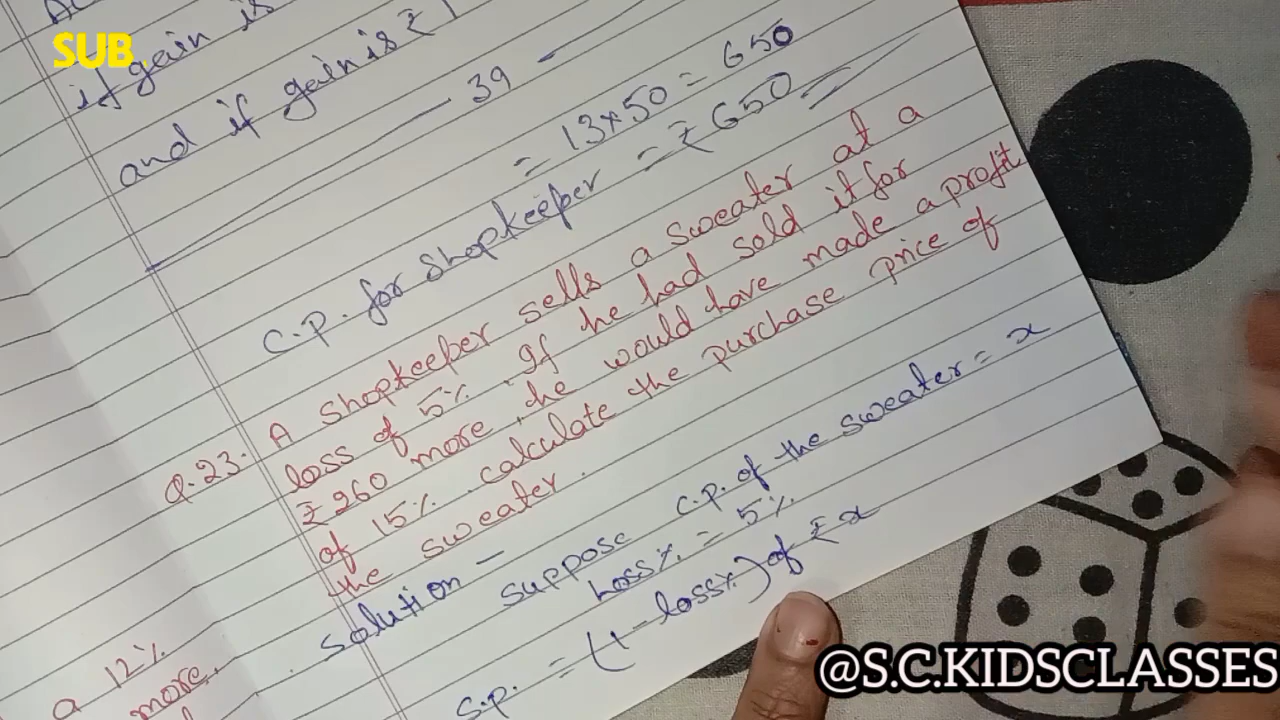 SUB.
if gain is
and if gain is ₹ 1
39 -
= 13×50 = 650
C.P. for shopkeeper = ₹ 650
Q.23. A shopkeeper sells a sweater at a
loss of 5%. If he had sold it for
₹ 260 more, he would have made a profit
of 15%. calculate the purchase price of
the sweater.
solution -
suppose c.p. of the sweater = x
Loss% = 5%
S.p. = (1 - loss%) of ₹ x
a 12%
more,
@S.C.KIDSCLASSES